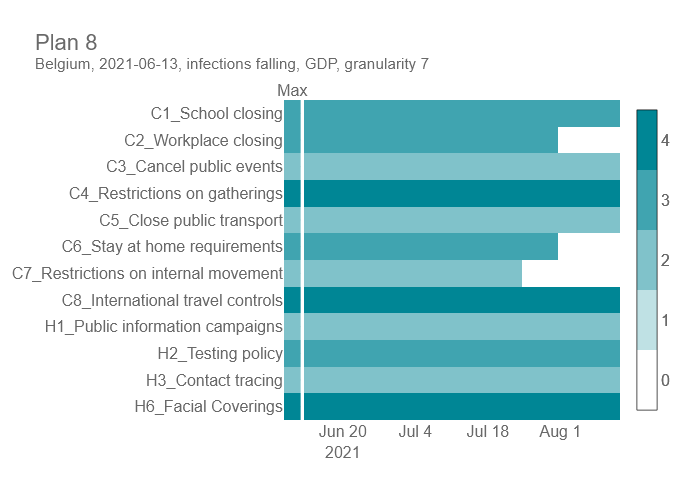 Plan 8
Belgium, 2021-06-13, infections falling, GDP, granularity 7
Max
C1_School closing
C2_Workplace closing
C3_Cancel public events
C4_Restrictions on gatherings
C5_Close public transport
C6_Stay at home requirements
C7_Restrictions on internal movement
C8_International travel controls
H1_Public information campaigns
H2_Testing policy
H3_Contact tracing
H6_Facial Coverings
4
3
2
1
0
Jun 20 Jul 4 Jul 18 Aug 1
2021